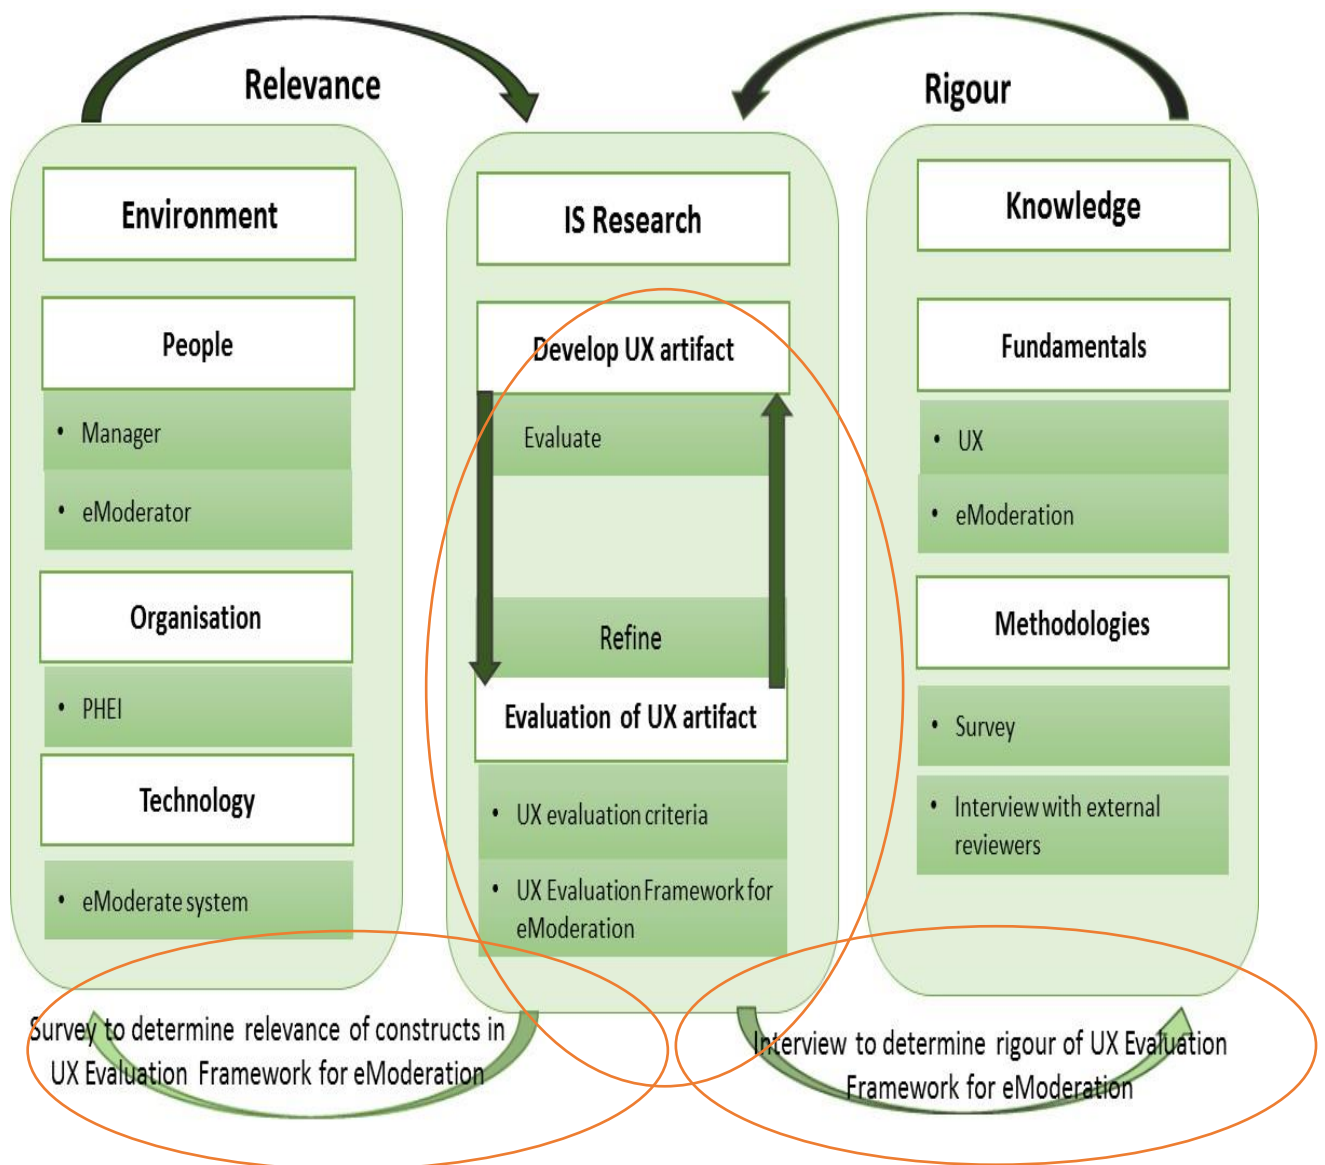 Relevance
Rigour
Environment
People
• Manager
• eModerator
Organisation
• PHEI
Technology
• eModerate system
IS Research
Develop UX artifact
Evaluate
Refine
Evaluation of UX artifact
• UX evaluation criteria
• UX Evaluation Framework for
eModeration
Knowledge
Fundamentals
• UX
• eModeration
Methodologies
• Survey
• Interview with external
reviewers
Survey to determine relevance of constructs in
UX Evaluation Framework for eModeration
Interview to determine rigour of UX Evaluation
Framework for eModeration